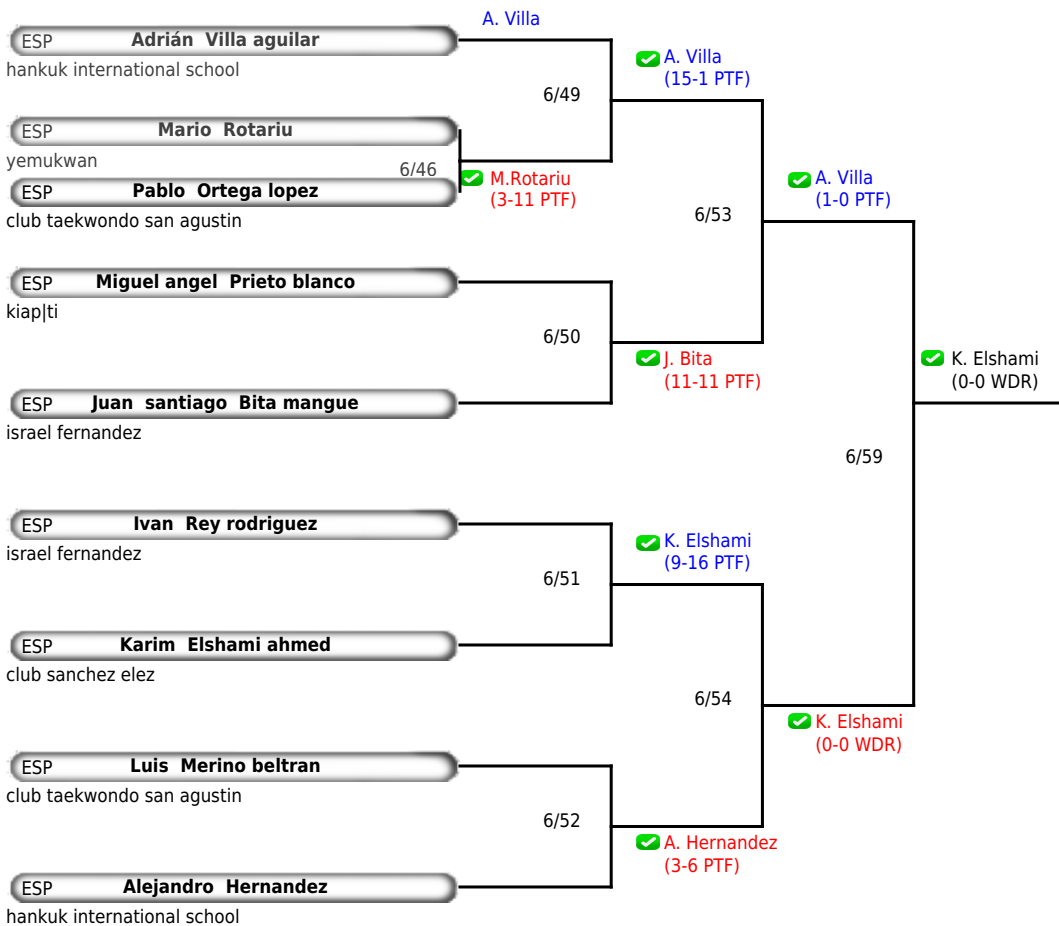 A. Villa
ESP Adrián Villa aguilar
hankuk international school
A. Villa
(15-1 PTF)
6/49
ESP Mario Rotariu
yemukwan
6/46
M.Rotariu
(3-11 PTF)
ESP Pablo Ortega lopez
club taekwondo san agustin
A. Villa
(1-0 PTF)
6/53
ESP Miguel angel Prieto blanco
kiap|ti
6/50
J. Bita
(11-11 PTF)
K. Elshami
(0-0 WDR)
ESP Juan santiago Bita mangue
israel fernandez
6/59
ESP Ivan Rey rodriguez
israel fernandez
K. Elshami
(9-16 PTF)
6/51
ESP Karim Elshami ahmed
club sanchez elez
6/54
K. Elshami
(0-0 WDR)
ESP Luis Merino beltran
club taekwondo san agustin
6/52
A. Hernandez
(3-6 PTF)
ESP Alejandro Hernandez
hankuk international school